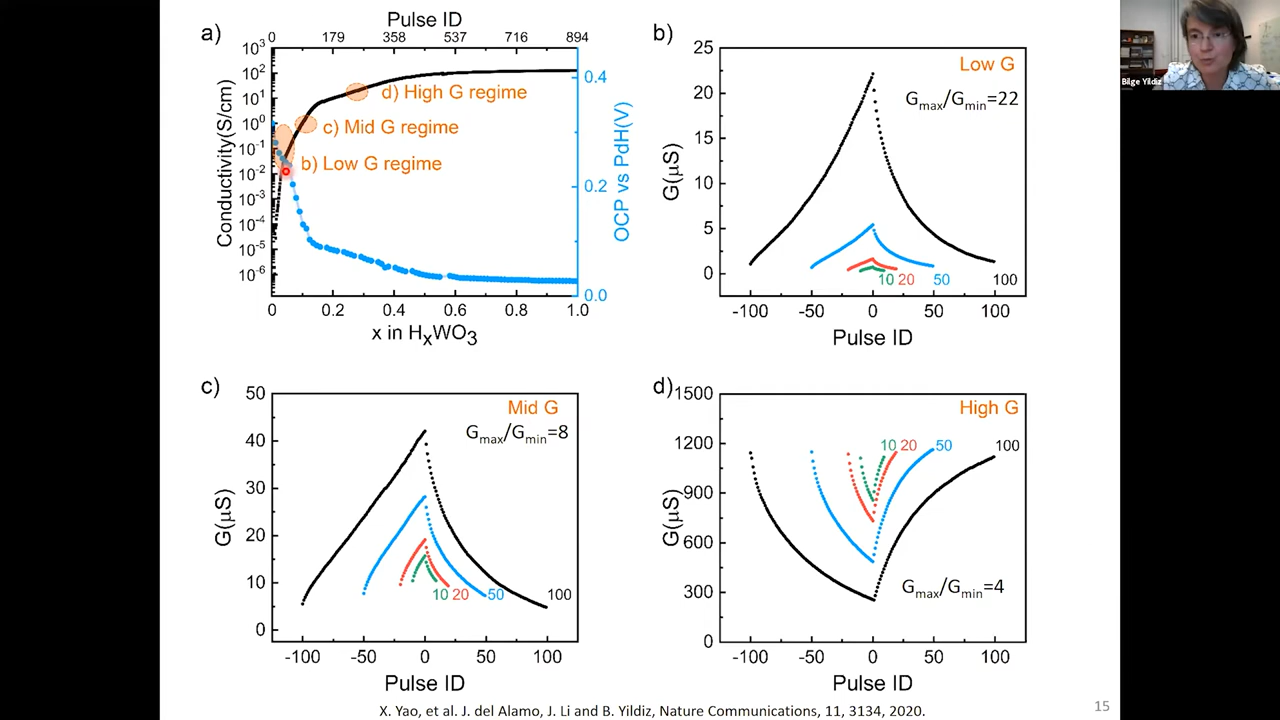 a)
Pulse ID
0 179 358 537 716 894
Conductivity(S/cm)
10³
10²
10¹
10⁰
10⁻¹
10⁻²
10⁻³
10⁻⁴
10⁻⁵
10⁻⁶
d) High G regime
c) Mid G regime
b) Low G regime
0.4
0.2
0.0
OCP vs PdH(V)
0 0.2 0.4 0.6 0.8 1.0
x in HₓWO₃
b)
Low G
Gmax/Gmin=22
G(μS)
25
20
15
10
5
0
10 20 50 100
-100 -50 0 50 100
Pulse ID
Bilge Yildiz
c)
Mid G
Gmax/Gmin=8
G(μS)
50
40
30
20
10
0
10 20 50 100
-100 -50 0 50 100
Pulse ID
d)
High G
G(μS)
1500
1200
900
600
300
0
10 20 50 100
Gmax/Gmin=4
-100 -50 0 50 100
Pulse ID
X. Yao, et al. J. del Alamo, J. Li and B. Yildiz, Nature Communications, 11, 3134, 2020.
15